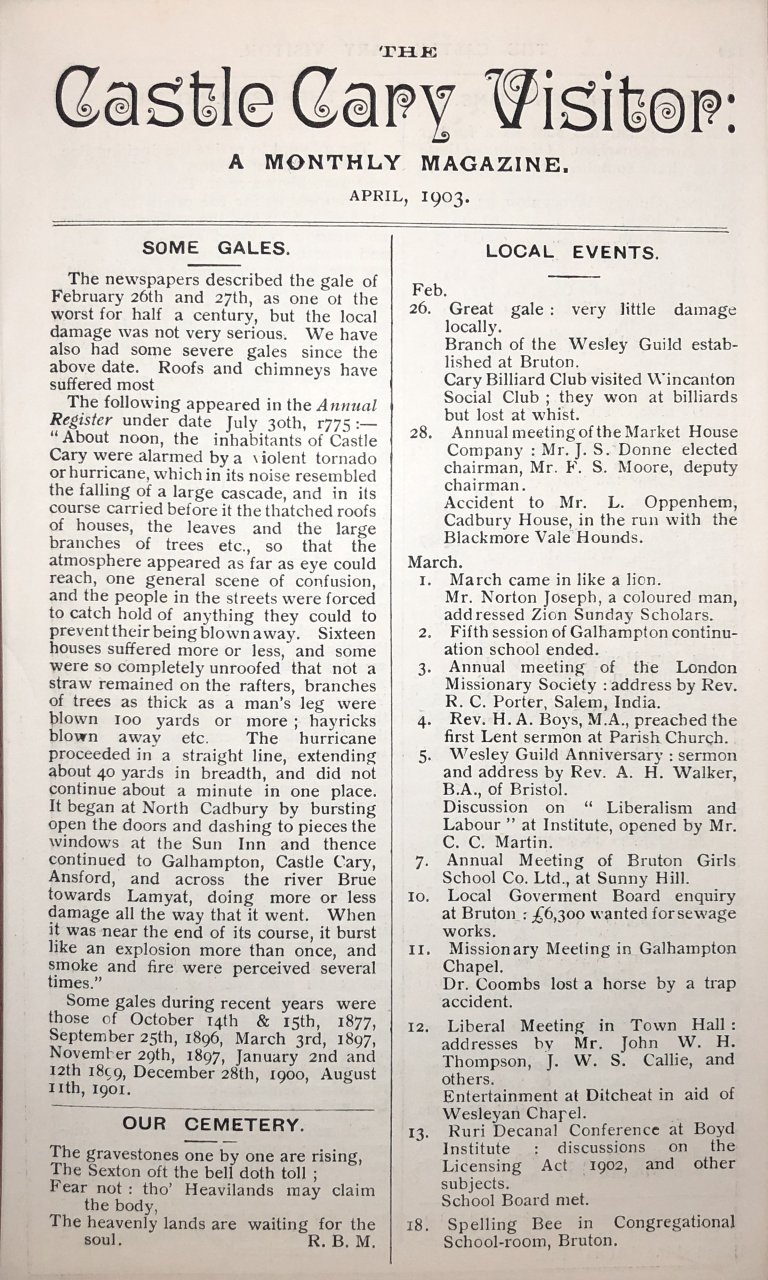 THE
Castle Cary Visitor:
A MONTHLY MAGAZINE.
APRIL, 1903.
SOME GALES.
The newspapers described the gale of
February 26th and 27th, as one ot the
worst for half a century, but the local
damage was not very serious. We have
also had some severe gales since the
above date. Roofs and chimneys have
suffered most
The following appeared in the Annual
Register under date July 30th, 1775 :—
“ About noon, the inhabitants of Castle
Cary were alarmed by a violent tornado
or hurricane, which in its noise resembled
the falling of a large cascade, and in its
course carried before it the thatched roofs
of houses, the leaves and the large
branches of trees etc., so that the
atmosphere appeared as far as eye could
reach, one general scene of confusion,
and the people in the streets were forced
to catch hold of anything they could to
prevent their being blown away. Sixteen
houses suffered more or less, and some
were so completely unroofed that not a
straw remained on the rafters, branches
of trees as thick as a man's leg were
blown 100 yards or more ; hayricks
blown away etc. The hurricane
proceeded in a straight line, extending
about 40 yards in breadth, and did not
continue about a minute in one place.
It began at North Cadbury by bursting
open the doors and dashing to pieces the
windows at the Sun Inn and thence
continued to Galhampton, Castle Cary,
Ansford, and across the river Brue
towards Lamyat, doing more or less
damage all the way that it went. When
it was near the end of its course, it burst
like an explosion more than once, and
smoke and fire were perceived several
times.”
Some gales during recent years were
those of October 14th & 15th, 1877,
September 25th, 1896, March 3rd, 1897,
November 29th, 1897, January 2nd and
12th 1899, December 28th, 1900, August
11th, 1901.
OUR CEMETERY.
The gravestones one by one are rising,
The Sexton oft the bell doth toll ;
Fear not : tho' Heavilands may claim
the body,
The heavenly lands are waiting for the
soul. R. B. M.
LOCAL EVENTS.
Feb.
26. Great gale : very little damage
locally.
Branch of the Wesley Guild estab-
lished at Bruton.
Cary Billiard Club visited Wincanton
Social Club ; they won at billiards
but lost at whist.
28. Annual meeting of the Market House
Company : Mr. J. S. Donne elected
chairman, Mr. F. S. Moore, deputy
chairman.
Accident to Mr. L. Oppenhem,
Cadbury House, in the run with the
Blackmore Vale Hounds.
March.
1. March came in like a lion.
Mr. Norton Joseph, a coloured man,
addressed Zion Sunday Scholars.
2. Fifth session of Galhampton continu-
ation school ended.
3. Annual meeting of the London
Missionary Society : address by Rev.
R. C. Porter, Salem, India.
4. Rev. H. A. Boys, M.A., preached the
first Lent sermon at Parish Church.
5. Wesley Guild Anniversary : sermon
and address by Rev. A. H. Walker,
B.A., of Bristol.
Discussion on “ Liberalism and
Labour ” at Institute, opened by Mr.
C. C. Martin.
7. Annual Meeting of Bruton Girls
School Co. Ltd., at Sunny Hill.
10. Local Goverment Board enquiry
at Bruton : £6,300 wanted for sewage
works.
11. Missionary Meeting in Galhampton
Chapel.
Dr. Coombs lost a horse by a trap
accident.
12. Liberal Meeting in Town Hall :
addresses by Mr. John W. H.
Thompson, J. W. S. Callie, and
others.
Entertainment at Ditcheat in aid of
Wesleyan Chapel.
13. Ruri Decanal Conference at Boyd
Institute : discussions on the
Licensing Act 1902, and other
subjects.
School Board met.
18. Spelling Bee in Congregational
School-room, Bruton.